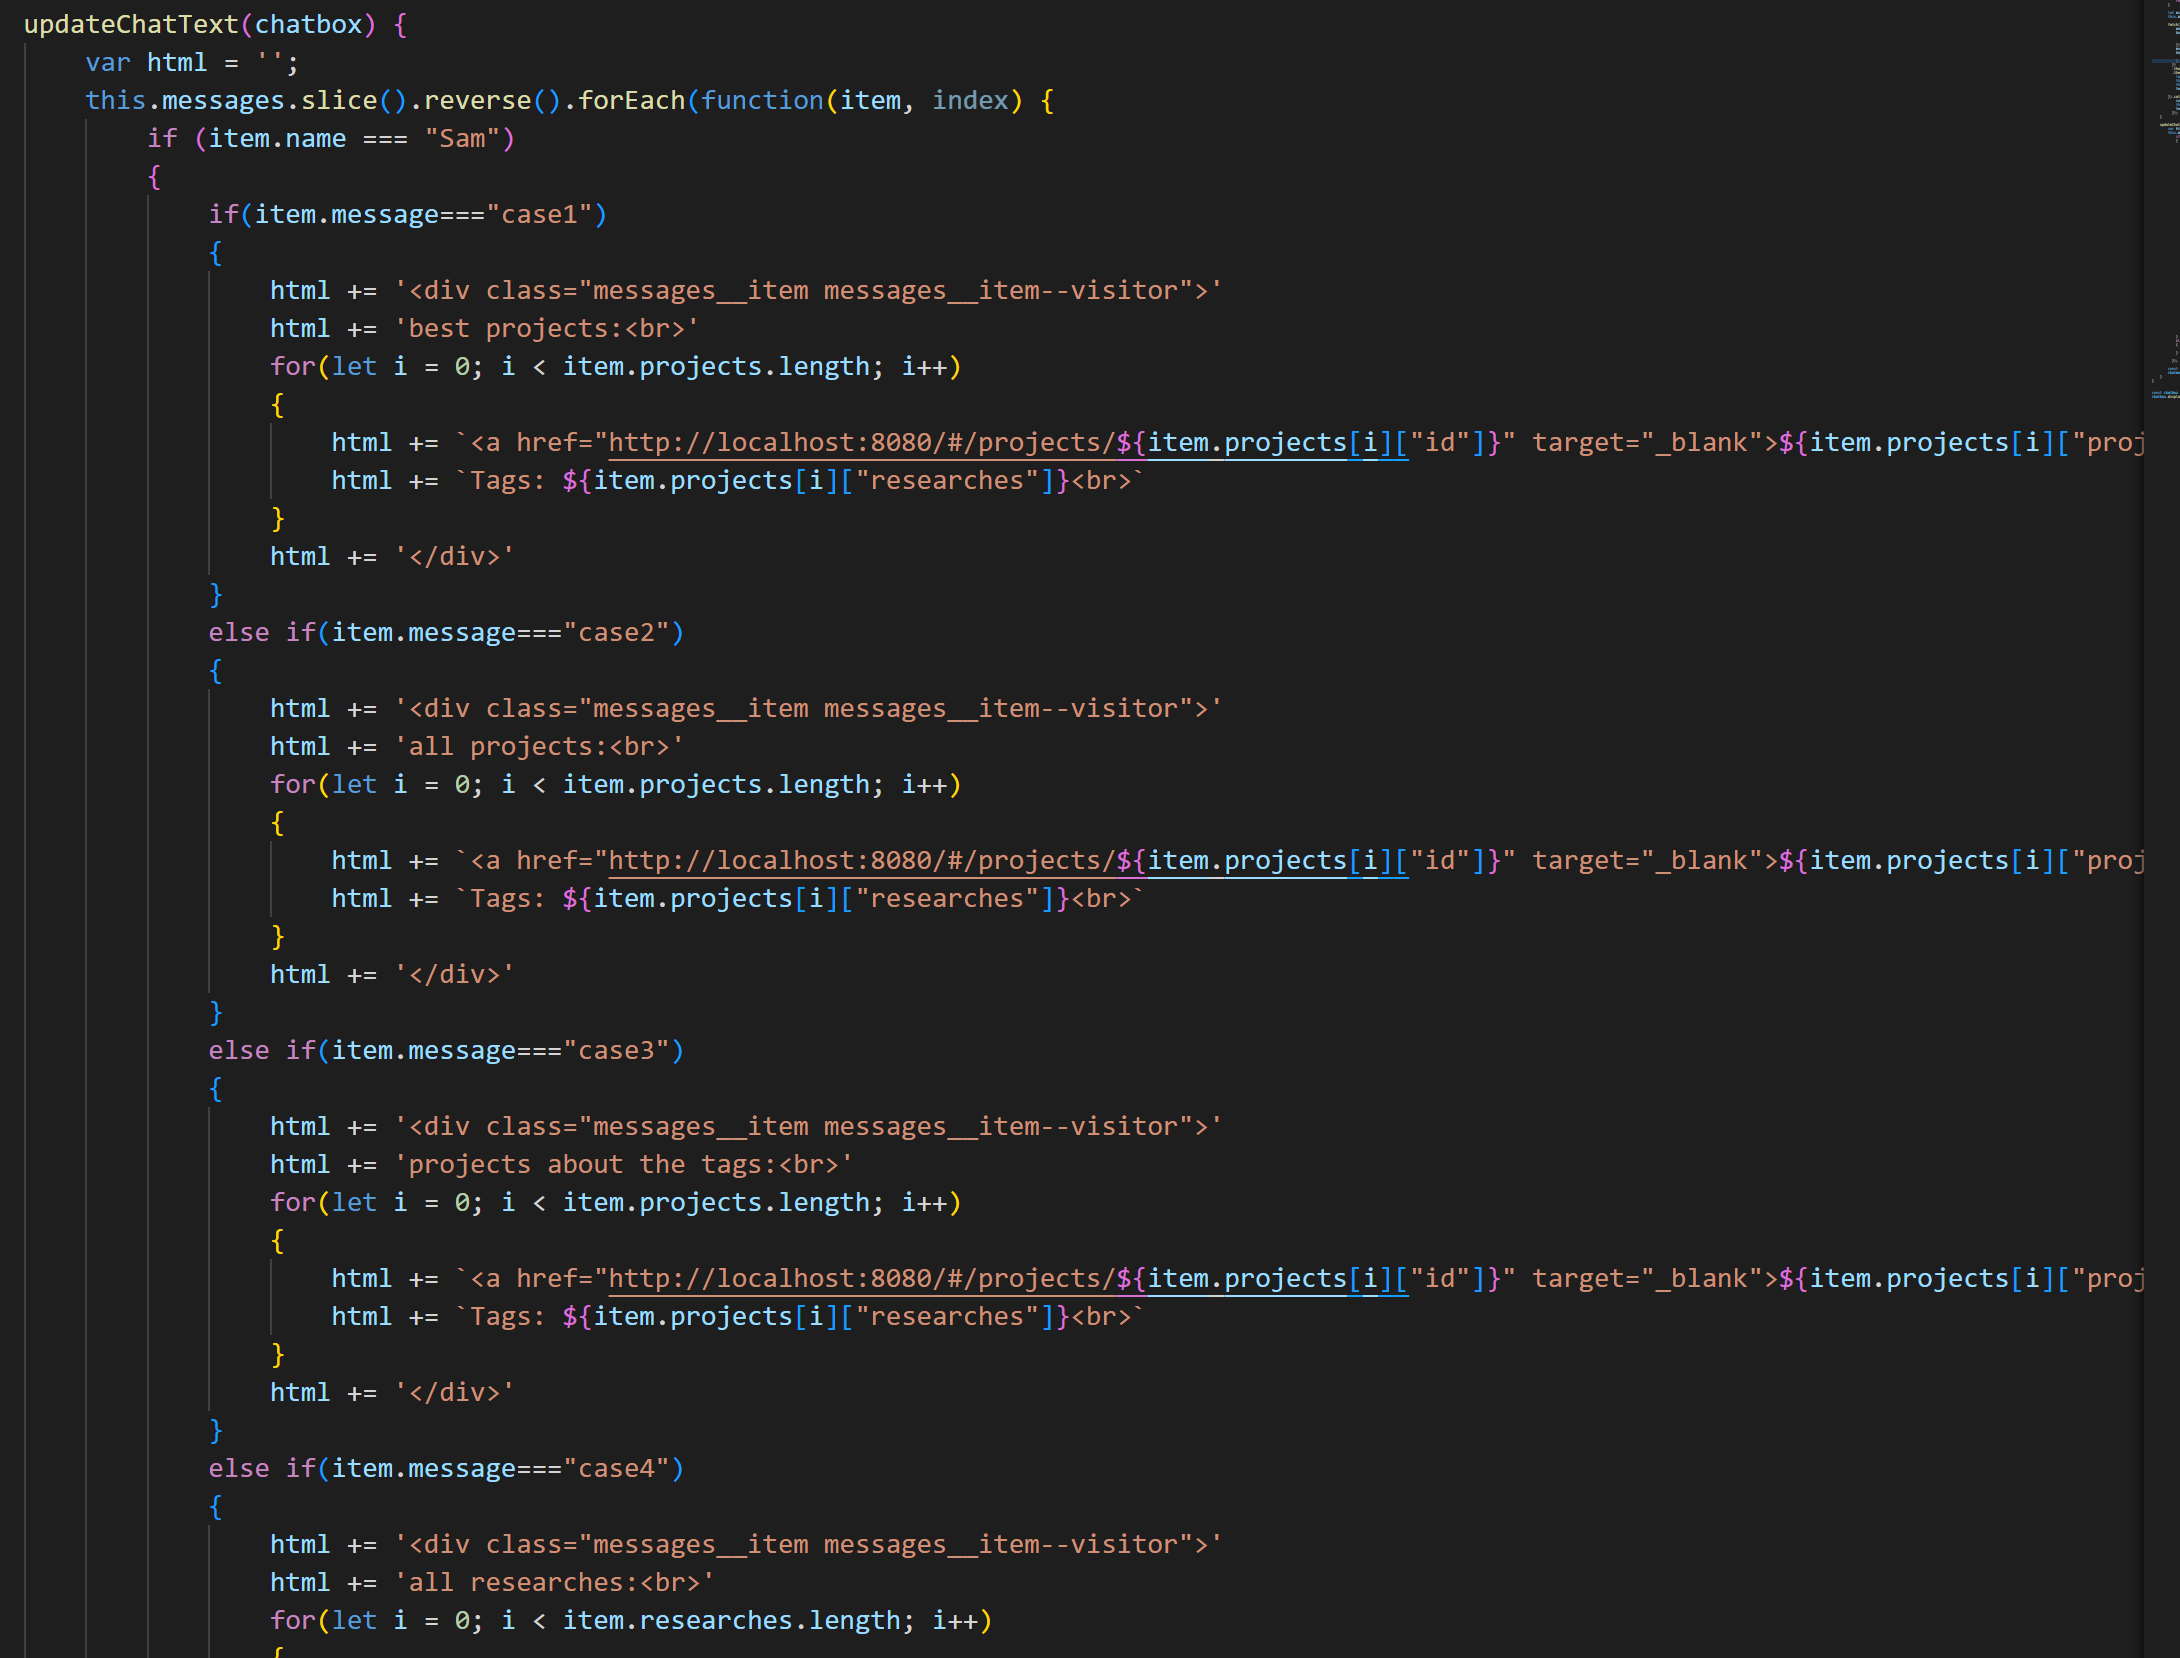 updateChatText(chatbox) {
var html = '';
this.messages.slice().reverse().forEach(function(item, index) {
if (item.name === "Sam")
{
if(item.message==="case1")
{
html += '<div class="messages__item messages__item--visitor">'
html += 'best projects:<br>'
for(let i = 0; i < item.projects.length; i++)
{
html += `<a href="http://localhost:8080/#/projects/${item.projects[i]["id"]}" target="_blank">${item.projects[i]["proj
html += `Tags: ${item.projects[i]["researches"]}<br>`
}
html += '</div>'
}
else if(item.message==="case2")
{
html += '<div class="messages__item messages__item--visitor">'
html += 'all projects:<br>'
for(let i = 0; i < item.projects.length; i++)
{
html += `<a href="http://localhost:8080/#/projects/${item.projects[i]["id"]}" target="_blank">${item.projects[i]["proj
html += `Tags: ${item.projects[i]["researches"]}<br>`
}
html += '</div>'
}
else if(item.message==="case3")
{
html += '<div class="messages__item messages__item--visitor">'
html += 'projects about the tags:<br>'
for(let i = 0; i < item.projects.length; i++)
{
html += `<a href="http://localhost:8080/#/projects/${item.projects[i]["id"]}" target="_blank">${item.projects[i]["proj
html += `Tags: ${item.projects[i]["researches"]}<br>`
}
html += '</div>'
}
else if(item.message==="case4")
{
html += '<div class="messages__item messages__item--visitor">'
html += 'all researches:<br>'
for(let i = 0; i < item.researches.length; i++)
{